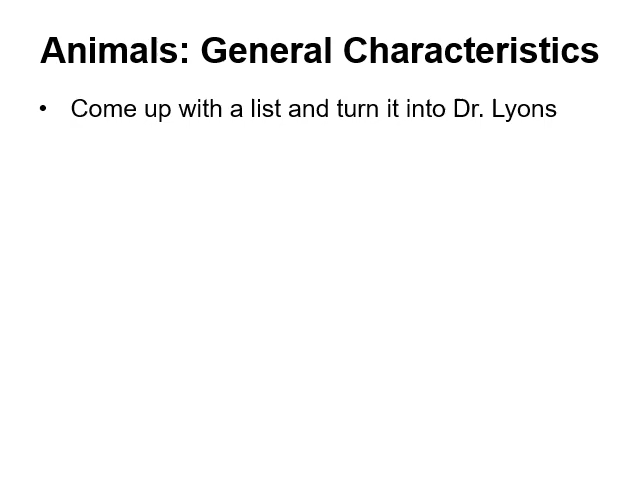 Animals: General Characteristics
• Come up with a list and turn it into Dr. Lyons